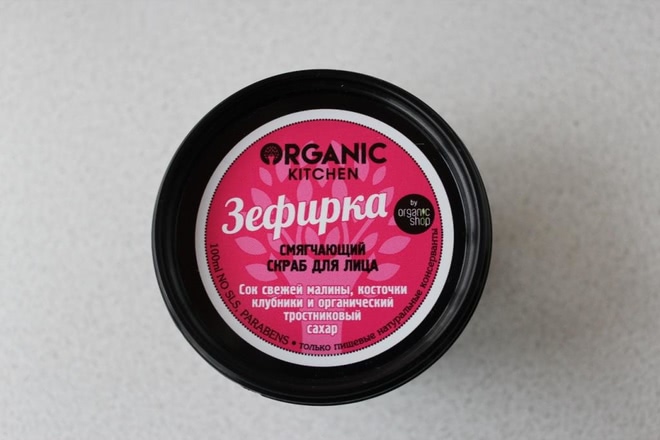 ORGANIC
KITCHEN
Зефирка
by
organic
shop
СМЯГЧАЮЩИЙ
СКРАБ ДЛЯ ЛИЦА
Сок свежей малины, косточки
клубники и органический
тростниковый
сахар
100ml NO SLS, PARABENS • только пищевые натуральные консерванты